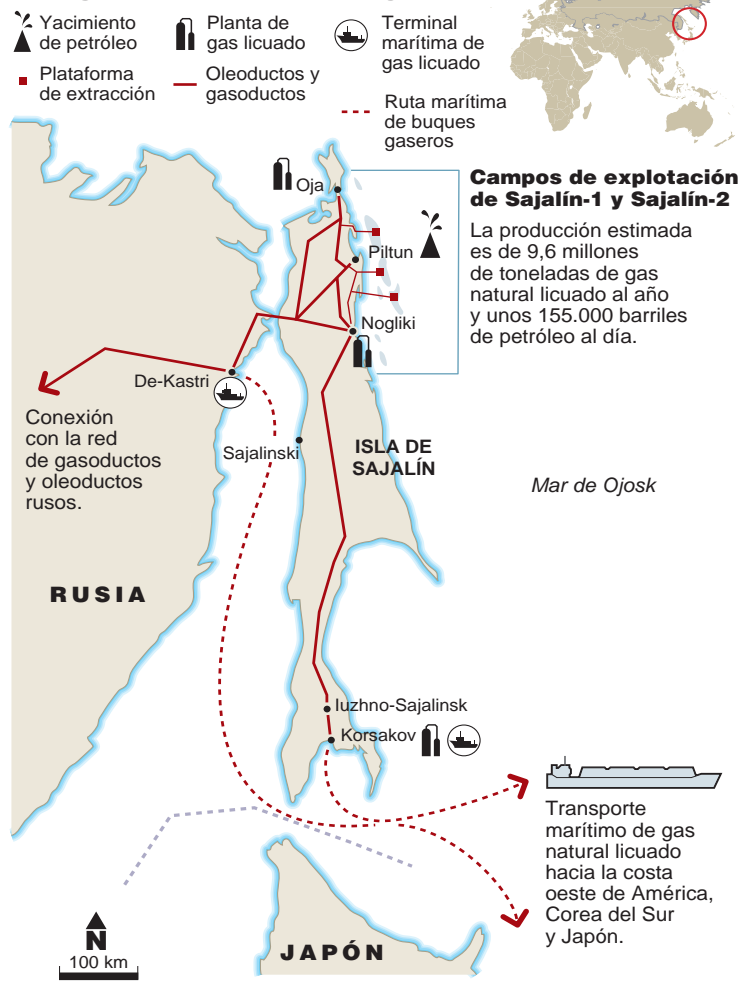 Yacimiento
de petróleo
Planta de
gas licuado
Terminal
marítima de
gas licuado
Plataforma
de extracción
Oleoductos y
gasoductos
Ruta marítima
de buques
gaseros
Campos de explotación
de Sajalín-1 y Sajalín-2
La producción estimada
es de 9,6 millones
de toneladas de gas
natural licuado al año
y unos 155.000 barriles
de petróleo al día.
Oja
Piltun
Nogliki
De-Kastri
Conexión
con la red
de gasoductos
y oleoductos
rusos.
Sajalinski
ISLA DE
SAJALÍN
Mar de Ojosk
RUSIA
Iuzhno-Sajalinsk
Korsakov
Transporte
marítimo de gas
natural licuado
hacia la costa
oeste de América,
Corea del Sur
y Japón.
N
100 km
JAPÓN